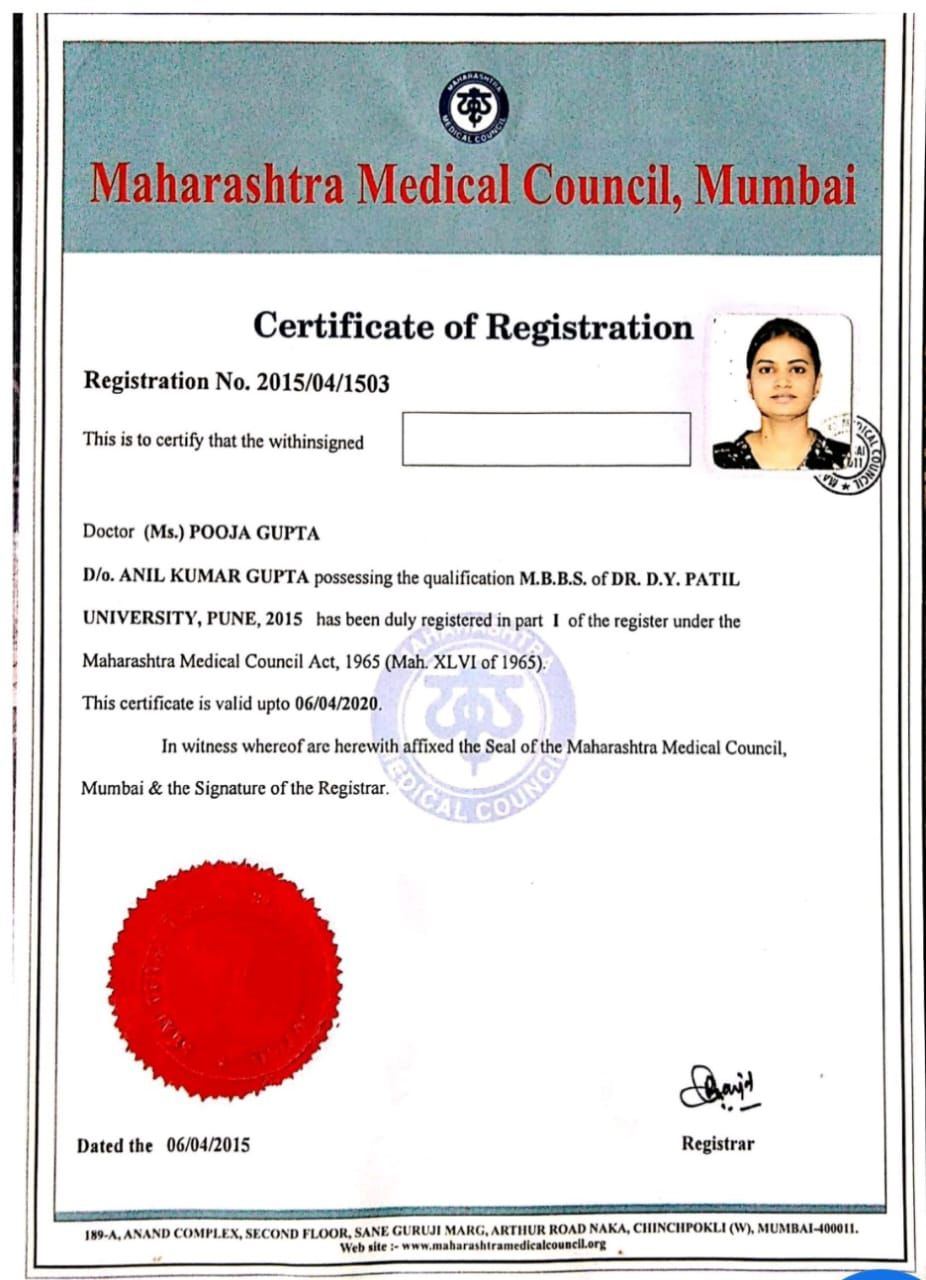 MAHARASHTRA MEDICAL COUNCIL
Maharashtra Medical Council, Mumbai
Certificate of Registration
Registration No. 2015/04/1503
This is to certify that the withinsigned
DICAL COUNCIL
Doctor (Ms.) POOJA GUPTA
D/o. ANIL KUMAR GUPTA possessing the qualification M.B.B.S. of DR. D.Y. PATIL
UNIVERSITY, PUNE, 2015 has been duly registered in part I of the register under the
Maharashtra Medical Council Act, 1965 (Mah. XLVI of 1965).
This certificate is valid upto 06/04/2020.
In witness whereof are herewith affixed the Seal of the Maharashtra Medical Council,
Mumbai & the Signature of the Registrar.
MAHARASHTRA MEDICAL COUNCIL
Dated the 06/04/2015
Registrar
189-A, ANAND COMPLEX, SECOND FLOOR, SANE GURUJI MARG, ARTHUR ROAD NAKA, CHINCHPOKLI (W), MUMBAI-400011.
Web site :- www.maharashtramedicalcouncil.org